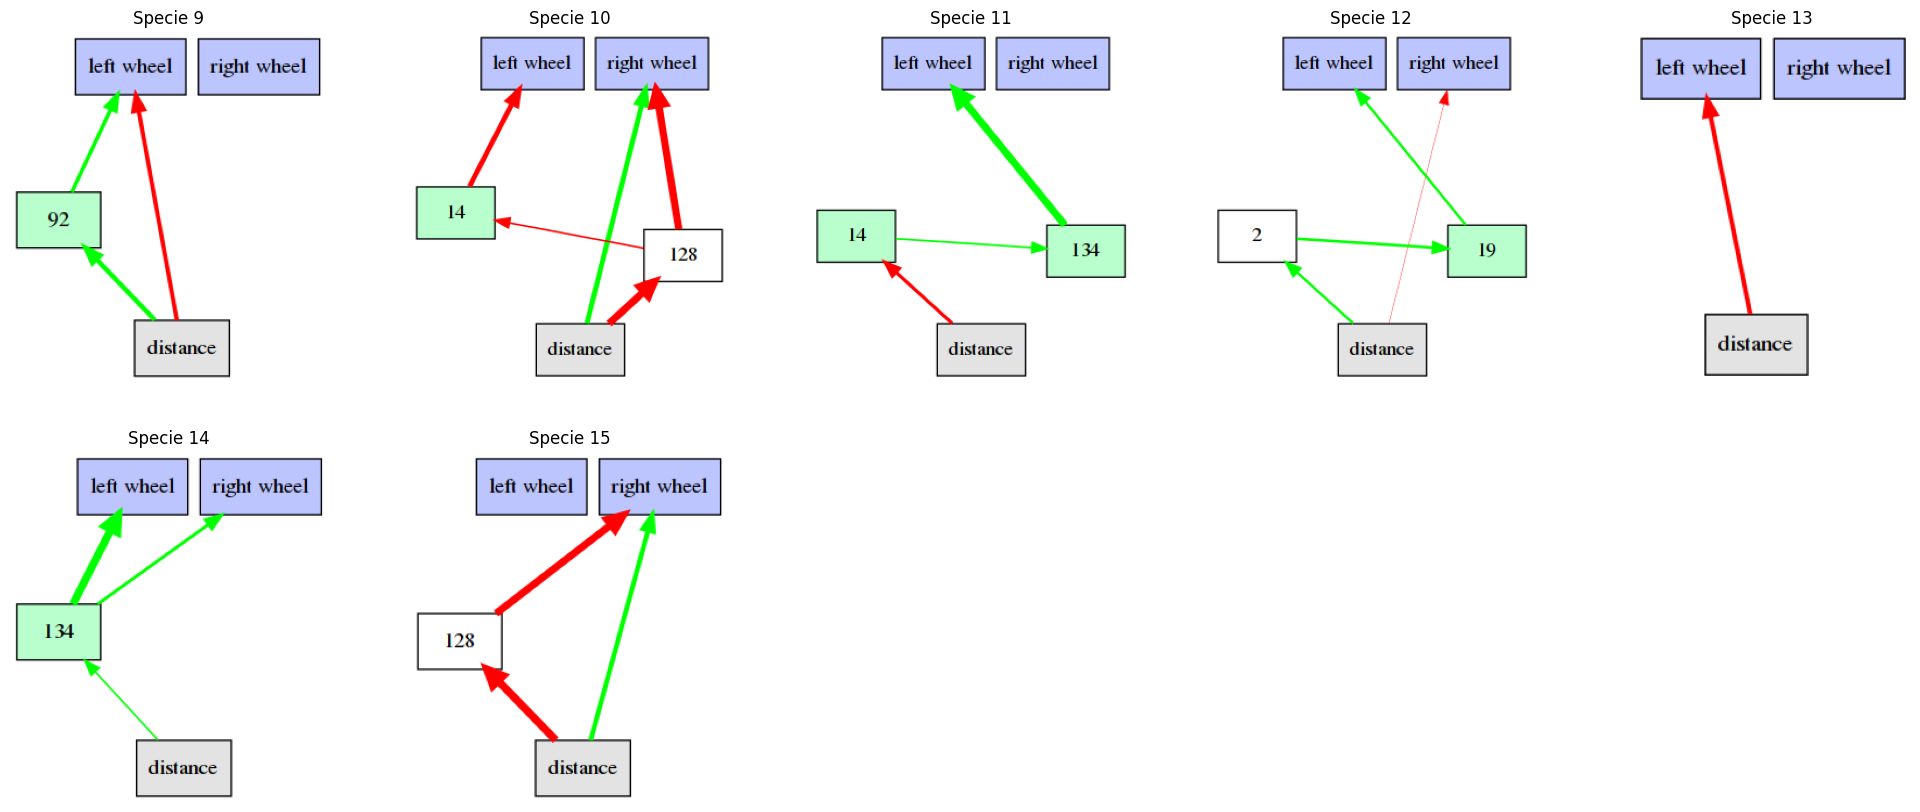 Specie 9
left wheel
right wheel
92
distance
Specie 10
left wheel
right wheel
14
128
distance
Specie 11
left wheel
right wheel
14
134
distance
Specie 12
left wheel
right wheel
2
19
distance
Specie 13
left wheel
right wheel
distance
Specie 14
left wheel
right wheel
134
distance
Specie 15
left wheel
right wheel
128
distance